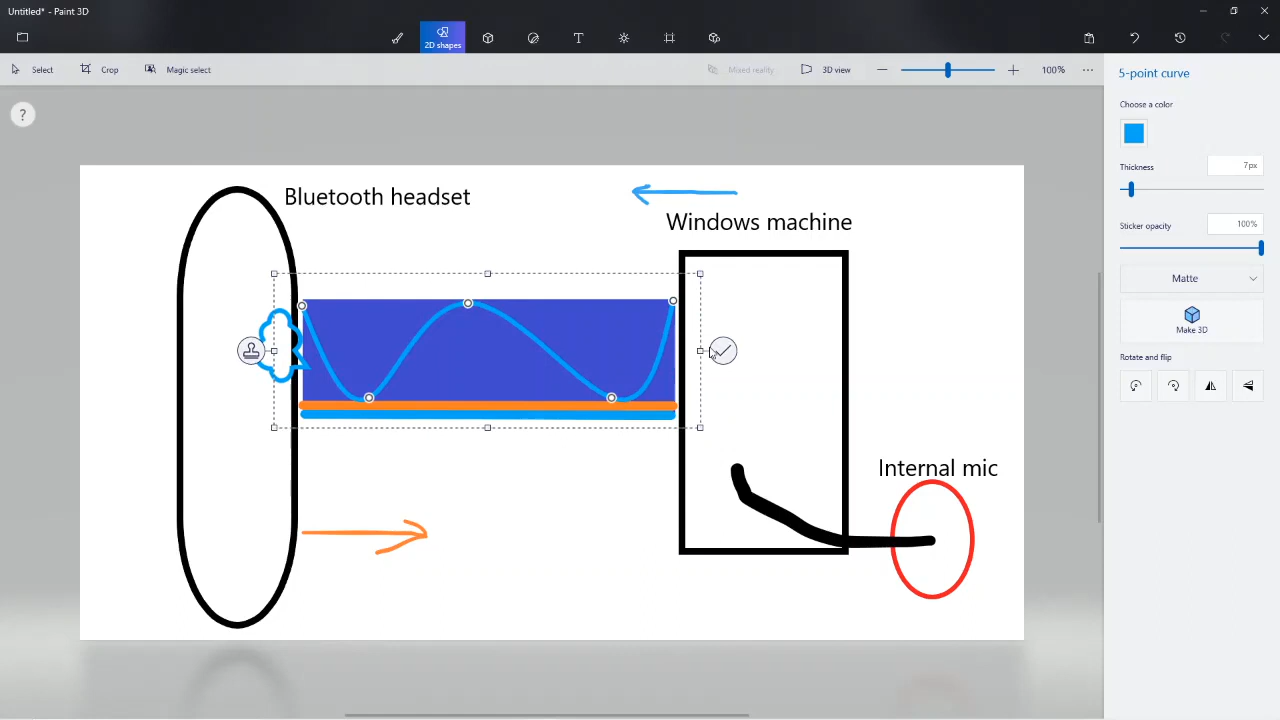 Untitled* - Paint 3D
2D shapes
Select
Crop
Magic select
Mixed reality
3D view
100%
?
5-point curve
Choose a color
Thickness
7px
Sticker opacity
100%
Matte
Make 3D
Rotate and flip
Bluetooth headset
Windows machine
Internal mic